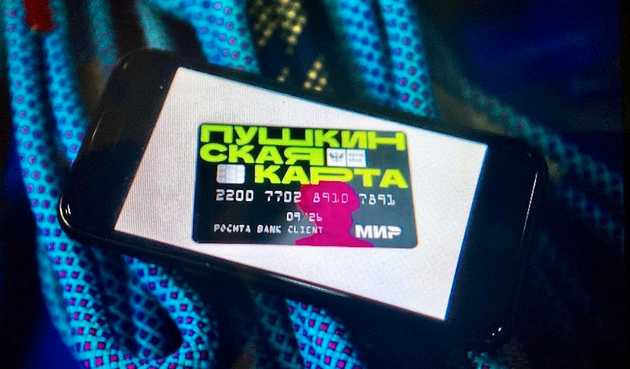 ПУШКИН
СКАЯ
КАРТА
2200 7702 8910 7891
09/26
POCHTA BANK CLIENT
МИР